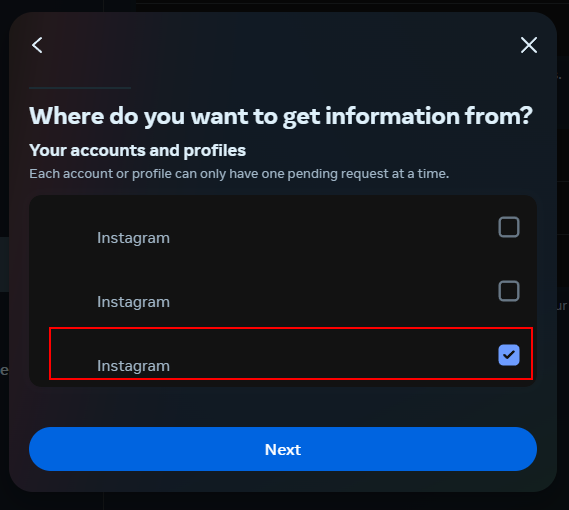 Where do you want to get information from?
Your accounts and profiles
Each account or profile can only have one pending request at a time.
Instagram
Instagram
Instagram
Next